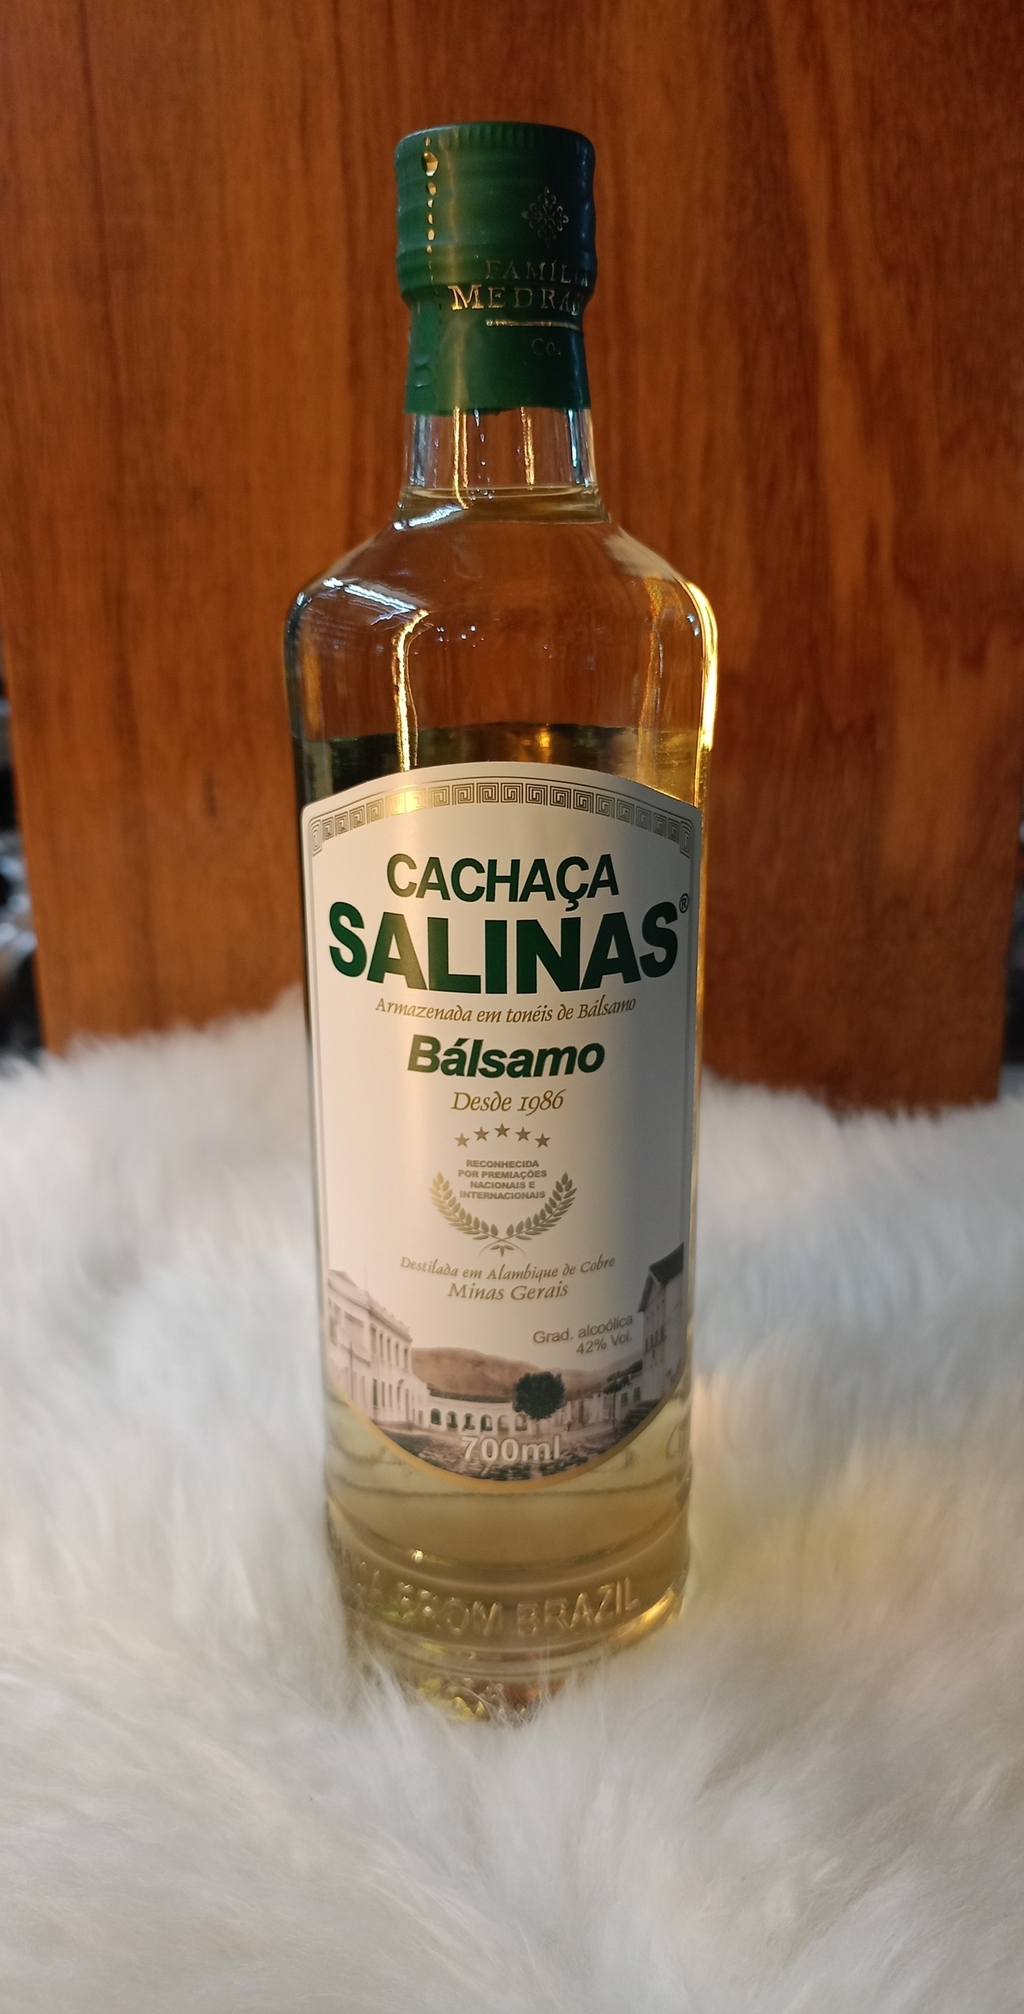 FAMÍLIA
MEDRADO
Co.
CACHAÇA
SALINAS®
Armazenada em tonéis de Bálsamo
Bálsamo
Desde 1986
RECONHECIDA
POR PREMIAÇÕES
NACIONAIS E
INTERNACIONAIS
Destilada em Alambique de Cobre
Minas Gerais
Grad. alcoólica
42% Vol.
700ml
FROM BRAZIL